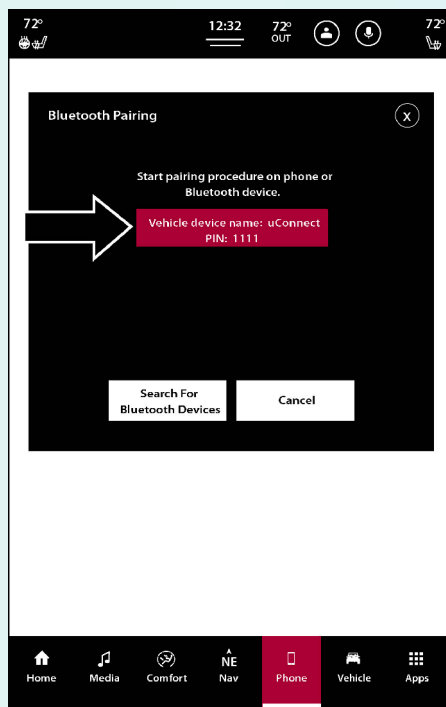 72°
12:32
72°
OUT
72°
Bluetooth Pairing
X
Start pairing procedure on phone or
Bluetooth device.
Vehicle device name: uConnect
PIN: 1111
Search For
Bluetooth Devices
Cancel
NE
Home
Media
Comfort
Nav
Phone
Vehicle
Apps